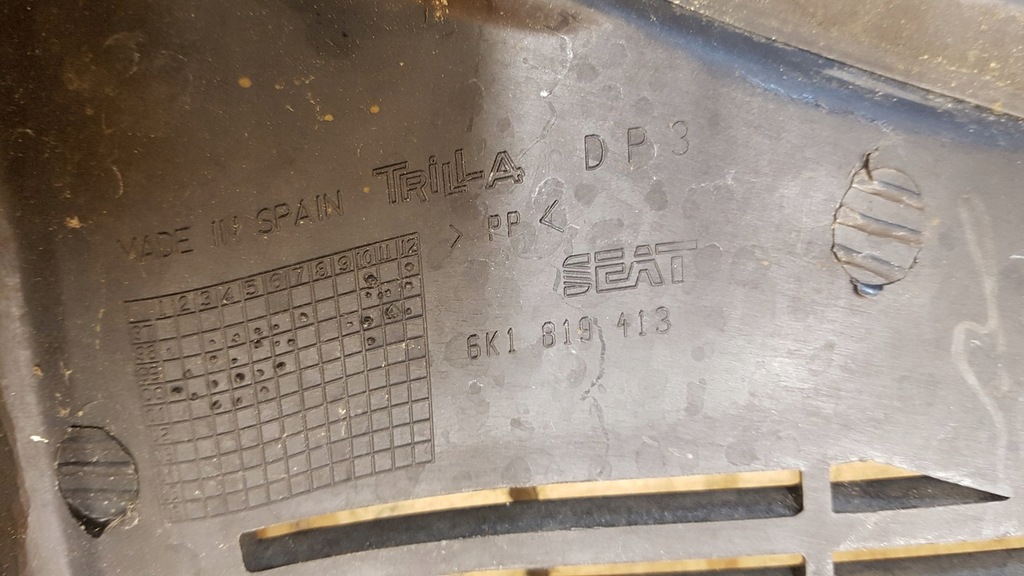 MADE IN SPAIN TRILLA DP3
> PP <
SEAT
1 2 3 4 5 6 7 8 9 10 11 12
6K1 819 413